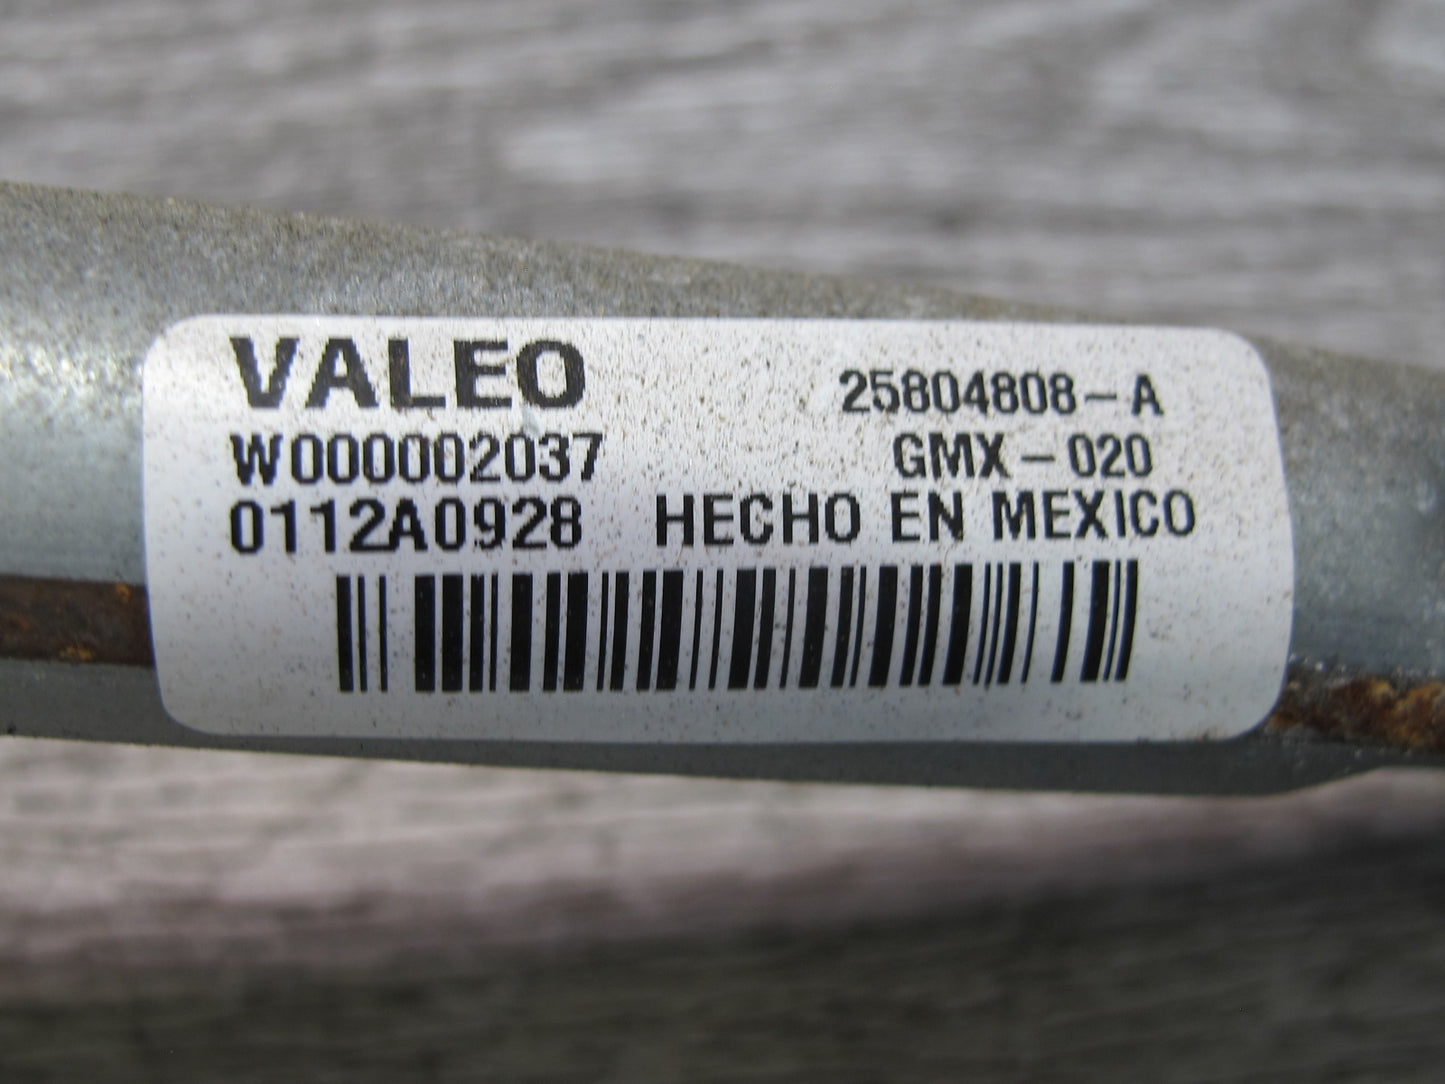 VALEO 25804808-A
W000002037 GMX-020
0112A0928 HECHO EN MEXICO